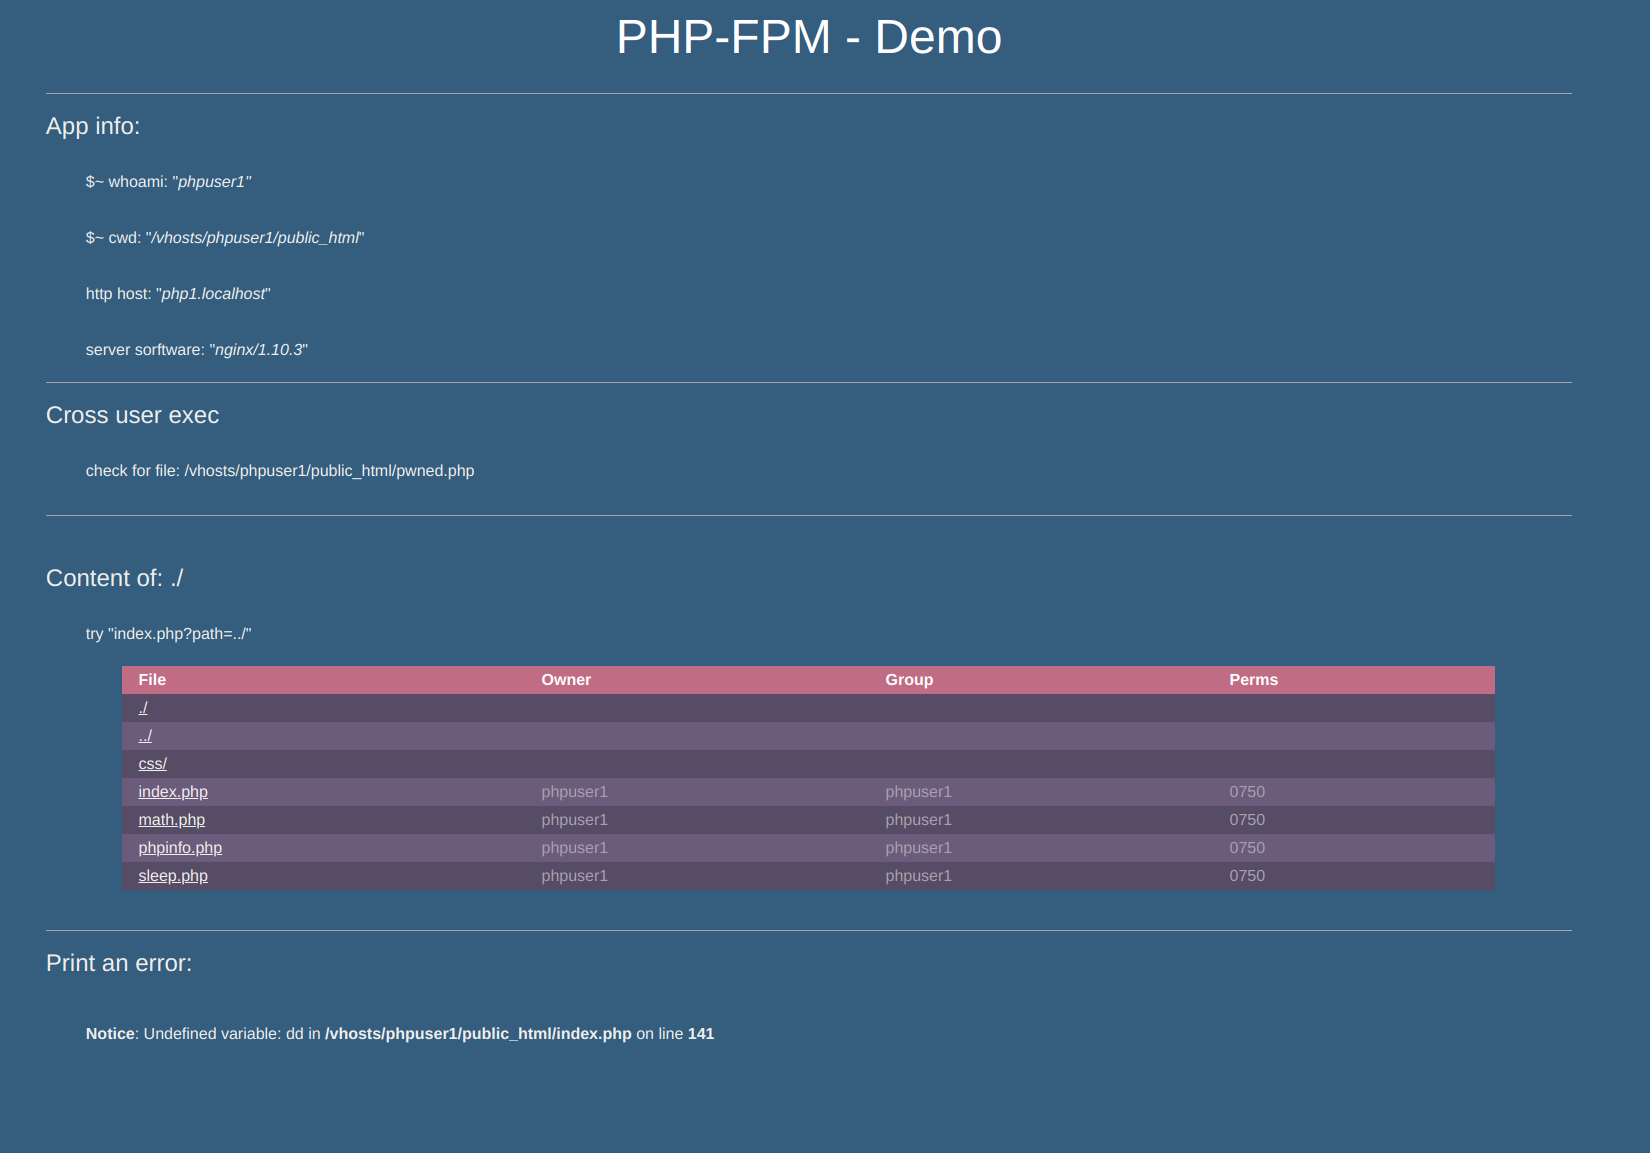 PHP-FPM - Demo
App info:
$~ whoami: "phpuser1"
$~ cwd: "/vhosts/phpuser1/public_html"
http host: "php1.localhost"
server sorftware: "nginx/1.10.3"
Cross user exec
check for file: /vhosts/phpuser1/public_html/pwned.php
Content of: ./
try "index.php?path=../"
File Owner Group Perms
./
../
css/
index.php phpuser1 phpuser1 0750
math.php phpuser1 phpuser1 0750
phpinfo.php phpuser1 phpuser1 0750
sleep.php phpuser1 phpuser1 0750
Print an error:
Notice: Undefined variable: dd in /vhosts/phpuser1/public_html/index.php on line 141